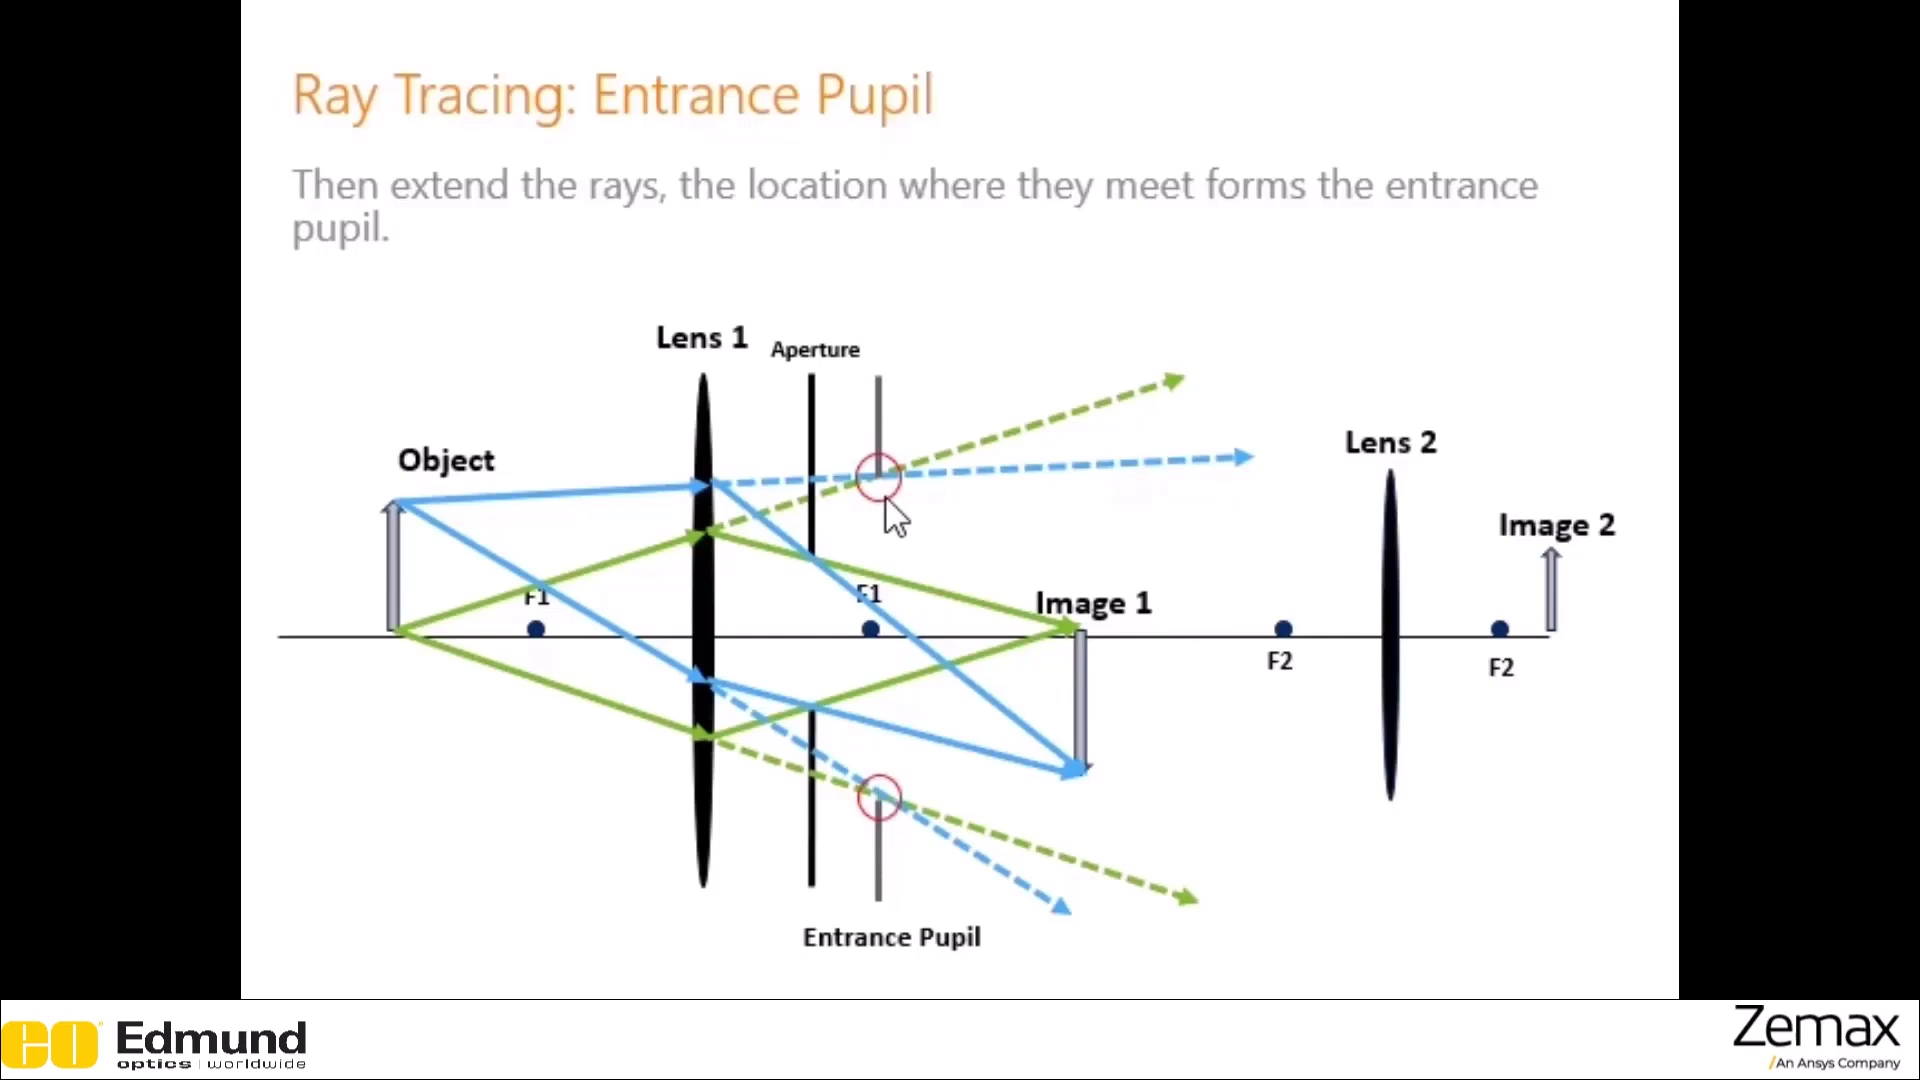 Ray Tracing: Entrance Pupil
Then extend the rays, the location where they meet forms the entrance
pupil.
Lens 1
Aperture
Object
Lens 2
Image 2
F1
F1
Image 1
F2
F2
Entrance Pupil
EO
Edmund
optics | worldwide
Zemax
/An Ansys Company